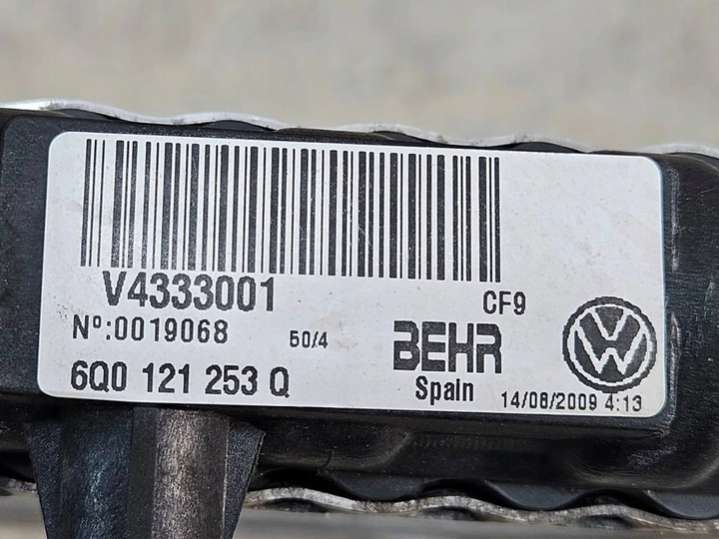 V4333001
CF9
Nº:0019068
50/4
BEHR
6Q0 121 253 Q
Spain
14/08/2009 4:13